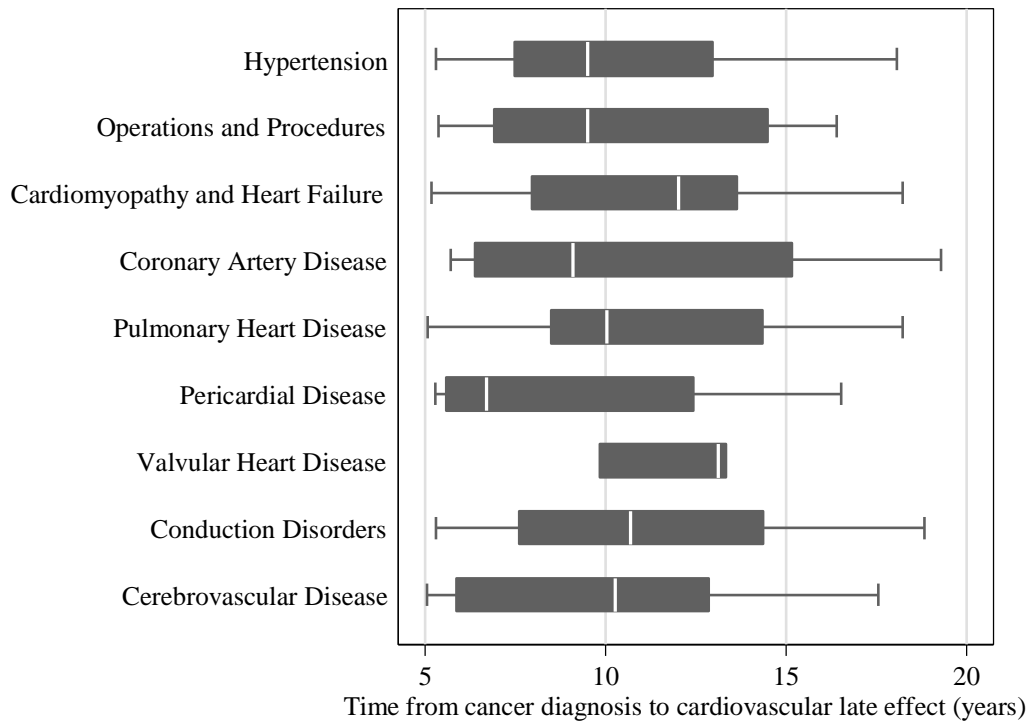 Hypertension
Operations and Procedures
Cardiomyopathy and Heart Failure
Coronary Artery Disease
Pulmonary Heart Disease
Pericardial Disease
Valvular Heart Disease
Conduction Disorders
Cerebrovascular Disease
5 10 15 20
Time from cancer diagnosis to cardiovascular late effect (years)